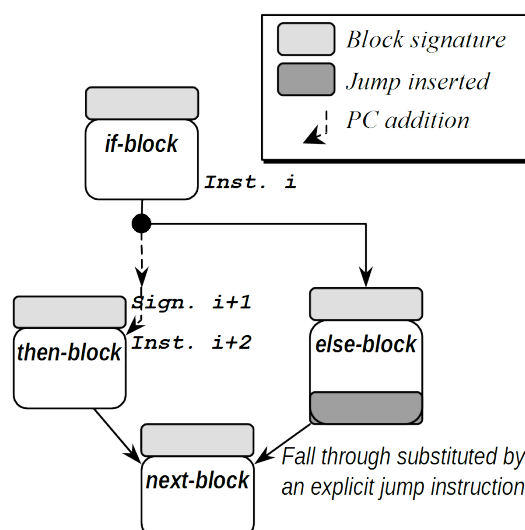 Block signature
Jump inserted
PC addition
if-block
Inst. i
Sign. i+1
Inst. i+2
then-block
else-block
Fall through substituted by
an explicit jump instruction
next-block